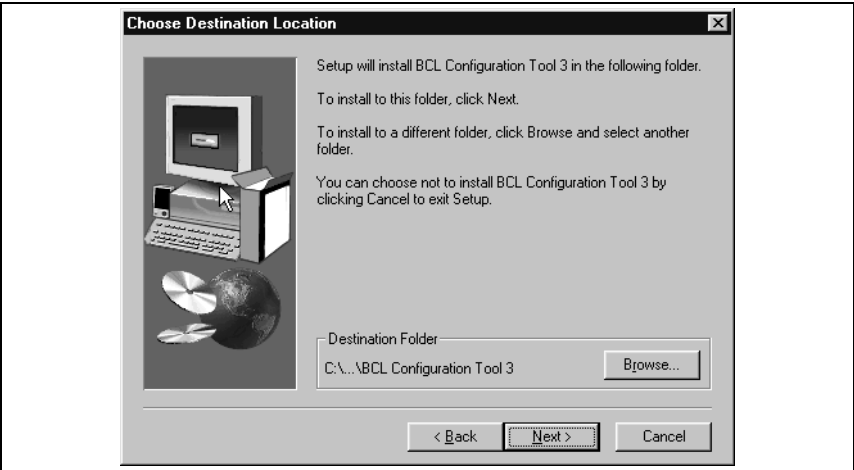 Choose Destination Location
Setup will install BCL Configuration Tool 3 in the following folder.
To install to this folder, click Next.
To install to a different folder, click Browse and select another
folder.
You can choose not to install BCL Configuration Tool 3 by
clicking Cancel to exit Setup.
Destination Folder
C:\...\BCL Configuration Tool 3
Browse...
< Back
Next >
Cancel